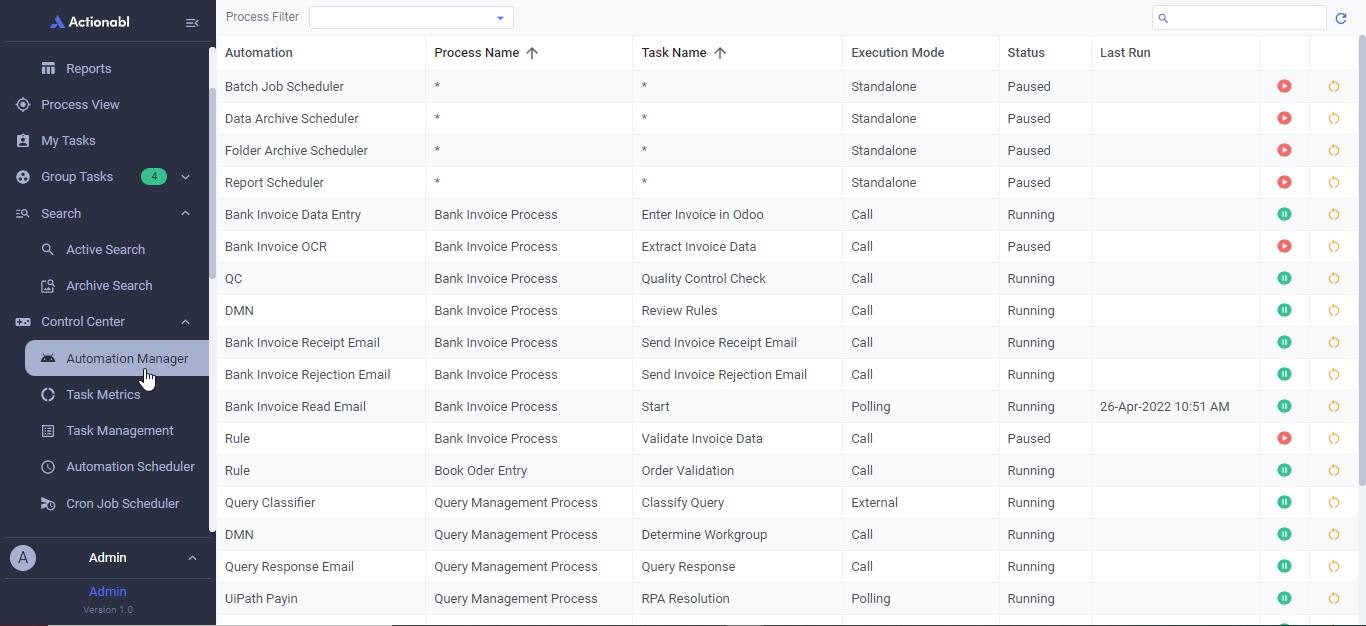 Actionabl
Reports
Process View
My Tasks
Group Tasks 4
Search
Active Search
Archive Search
Control Center
Automation Manager
Task Metrics
Task Management
Automation Scheduler
Cron Job Scheduler
A Admin
Admin
Version 1.0
Process Filter
Automation Process Name Task Name Execution Mode Status Last Run
Batch Job Scheduler * * Standalone Paused
Data Archive Scheduler * * Standalone Paused
Folder Archive Scheduler * * Standalone Paused
Report Scheduler * * Standalone Paused
Bank Invoice Data Entry Bank Invoice Process Enter Invoice in Odoo Call Running
Bank Invoice OCR Bank Invoice Process Extract Invoice Data Call Paused
QC Bank Invoice Process Quality Control Check Call Running
DMN Bank Invoice Process Review Rules Call Running
Bank Invoice Receipt Email Bank Invoice Process Send Invoice Receipt Email Call Running
Bank Invoice Rejection Email Bank Invoice Process Send Invoice Rejection Email Call Running
Bank Invoice Read Email Bank Invoice Process Start Polling Running 26-Apr-2022 10:51 AM
Rule Bank Invoice Process Validate Invoice Data Call Paused
Rule Book Oder Entry Order Validation Call Running
Query Classifier Query Management Process Classify Query External Running
DMN Query Management Process Determine Workgroup Call Running
Query Response Email Query Management Process Query Response Call Running
UiPath Payin Query Management Process RPA Resolution Polling Running